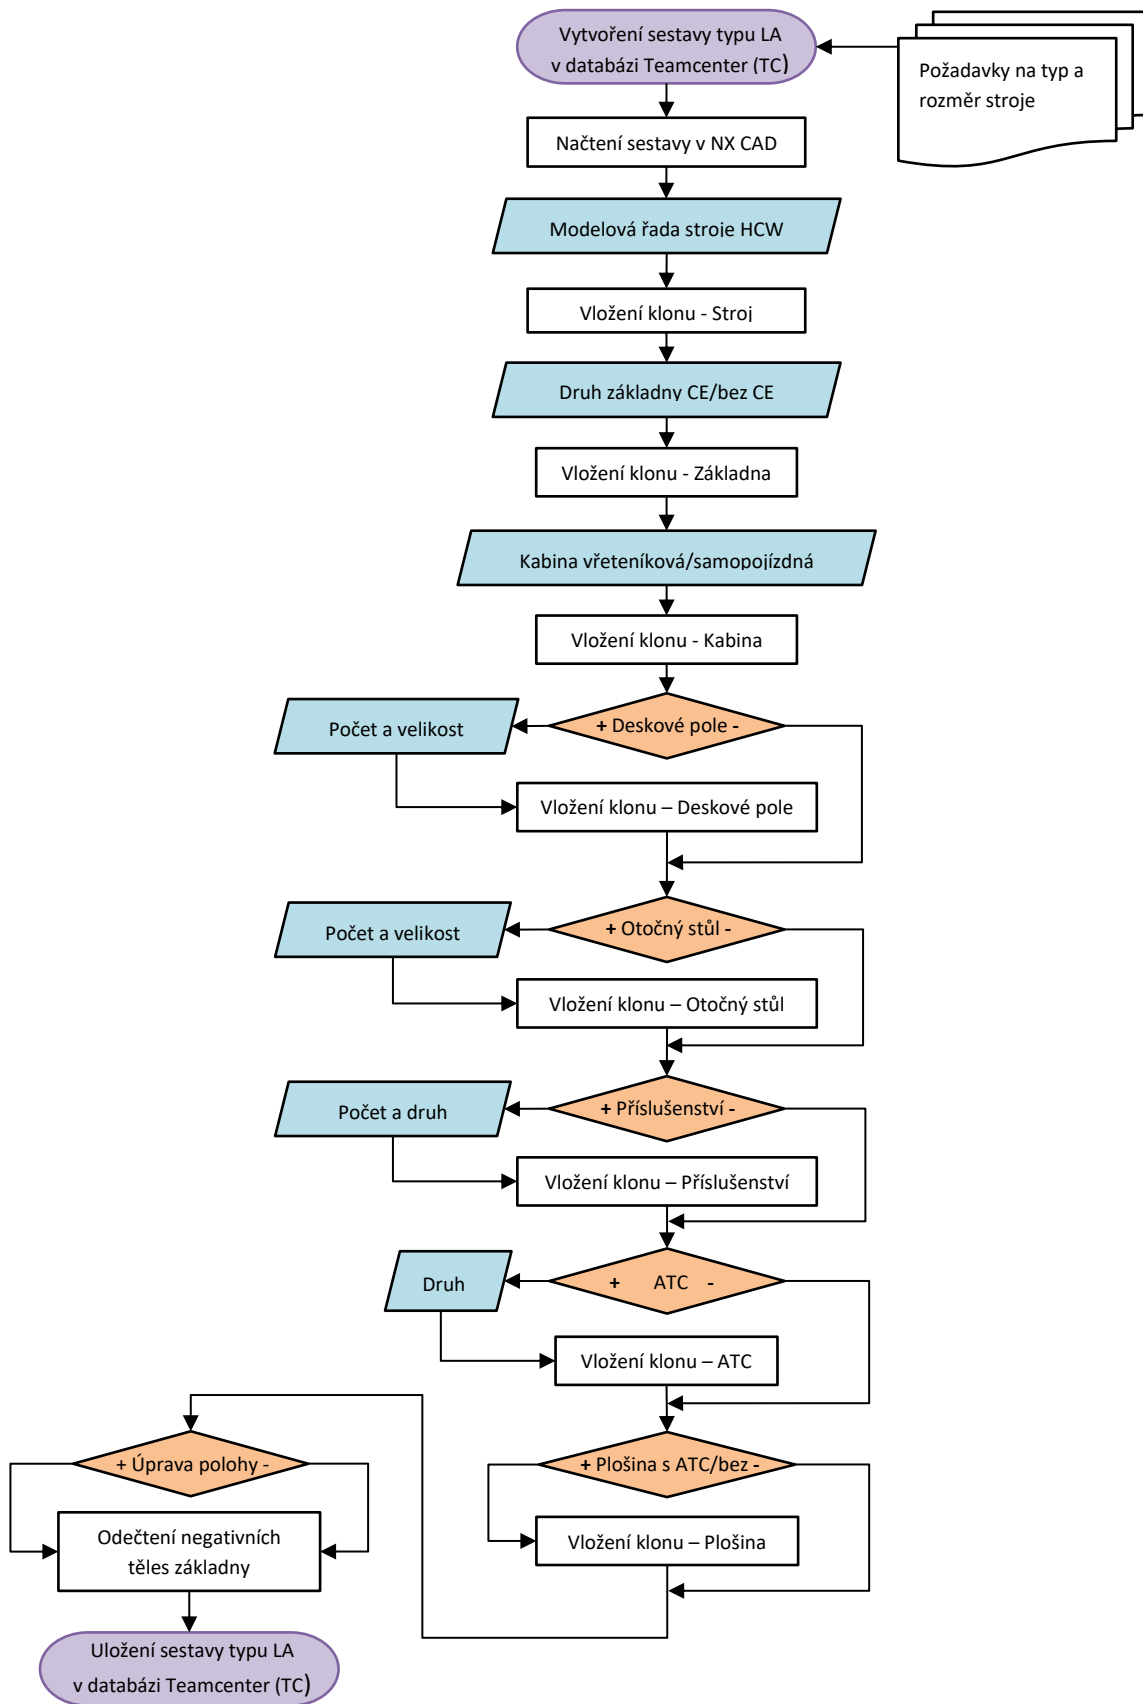 Vytvoření sestavy typu LA
v databázi Teamcenter (TC)
Požadavky na typ a
rozměr stroje
Načtení sestavy v NX CAD
Modelová řada stroje HCW
Vložení klonu - Stroj
Druh základny CE/bez CE
Vložení klonu - Základna
Kabina vřeteníková/samopojízdná
Vložení klonu - Kabina
+ Deskové pole -
Počet a velikost
Vložení klonu – Deskové pole
+ Otočný stůl -
Počet a velikost
Vložení klonu – Otočný stůl
+ Příslušenství -
Počet a druh
Vložení klonu – Příslušenství
+ ATC -
Druh
Vložení klonu – ATC
+ Plošina s ATC/bez -
Vložení klonu – Plošina
+ Úprava polohy -
Odečtení negativních
těles základny
Uložení sestavy typu LA
v databázi Teamcenter (TC)